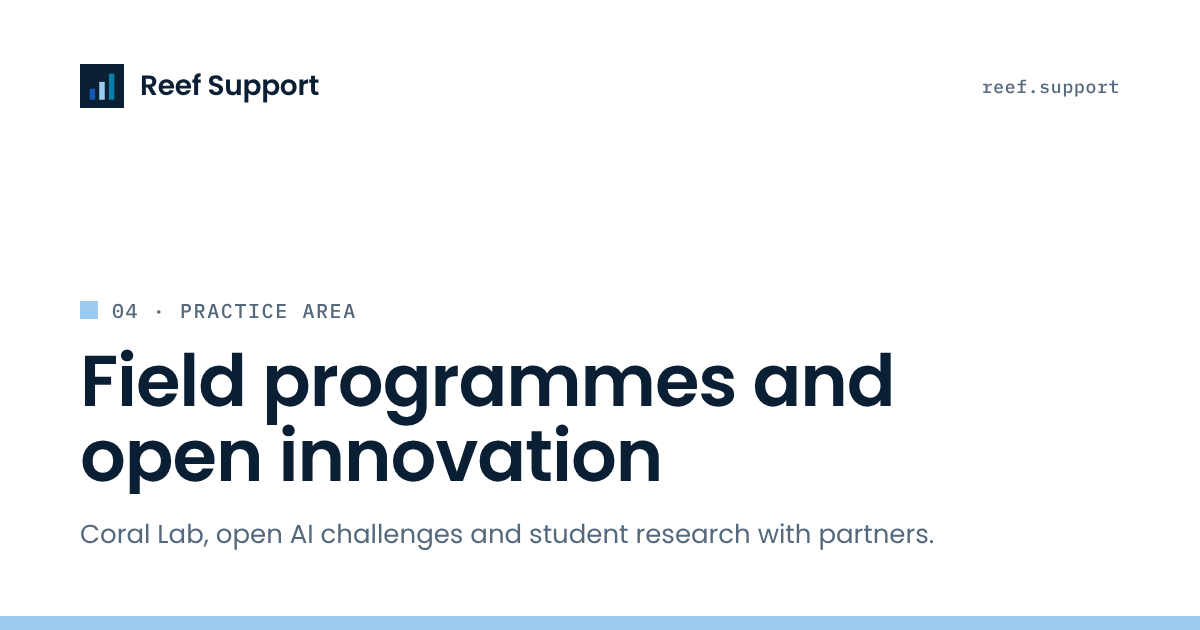 Reef Support
reef.support
04 · PRACTICE AREA
Field programmes and
open innovation
Coral Lab, open AI challenges and student research with partners.